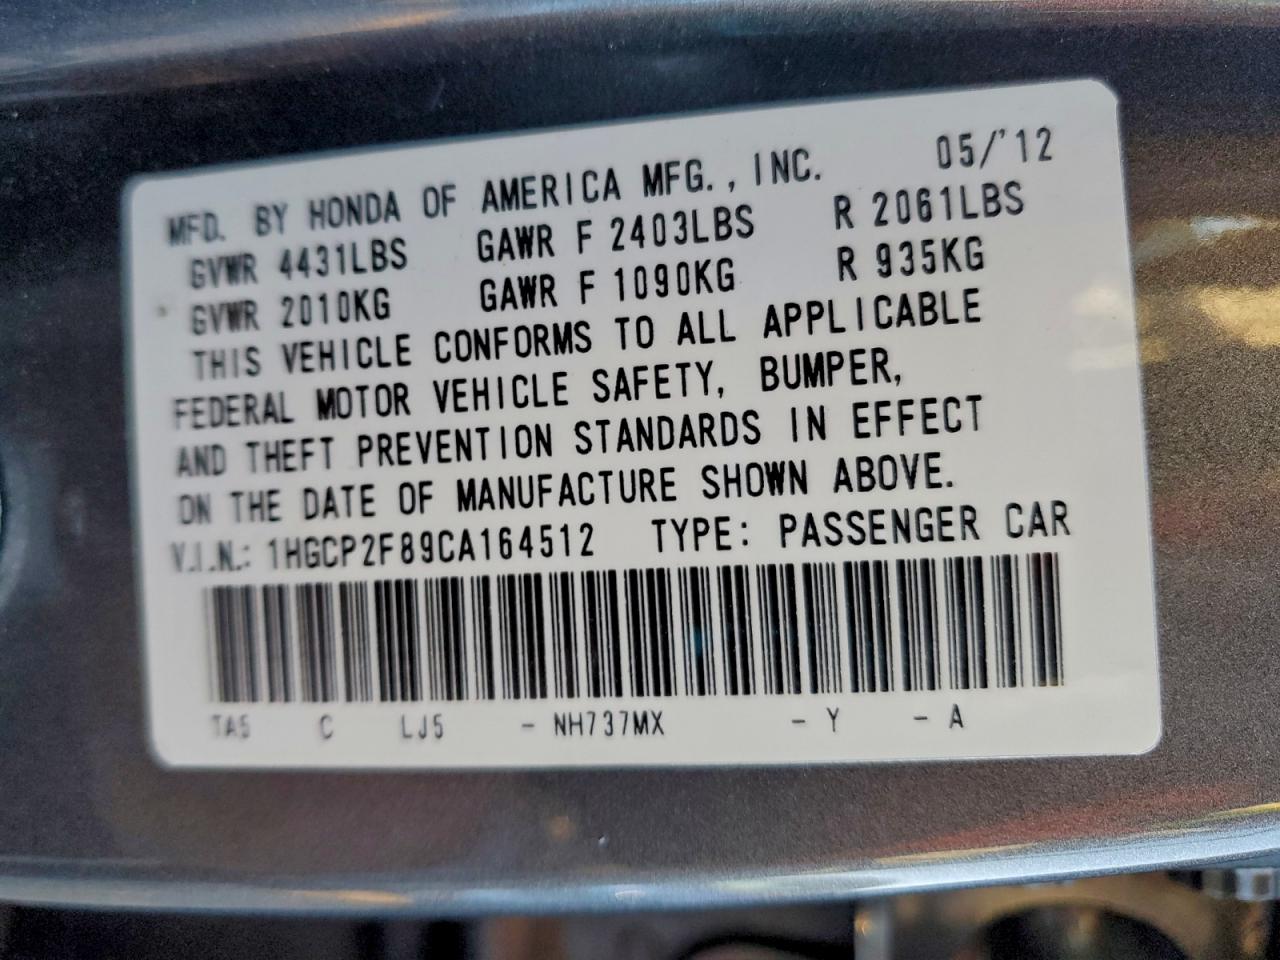 MFD. BY HONDA OF AMERICA MFG., INC. 05/'12
GVWR 4431LBS GAWR F 2403LBS R 2061LBS
GVWR 2010KG GAWR F 1090KG R 935KG
THIS VEHICLE CONFORMS TO ALL APPLICABLE
FEDERAL MOTOR VEHICLE SAFETY, BUMPER,
AND THEFT PREVENTION STANDARDS IN EFFECT
ON THE DATE OF MANUFACTURE SHOWN ABOVE.
V.I.N.: 1HGCP2F89CA164512 TYPE: PASSENGER CAR
TA5 C LJ5 - NH737MX - Y - A